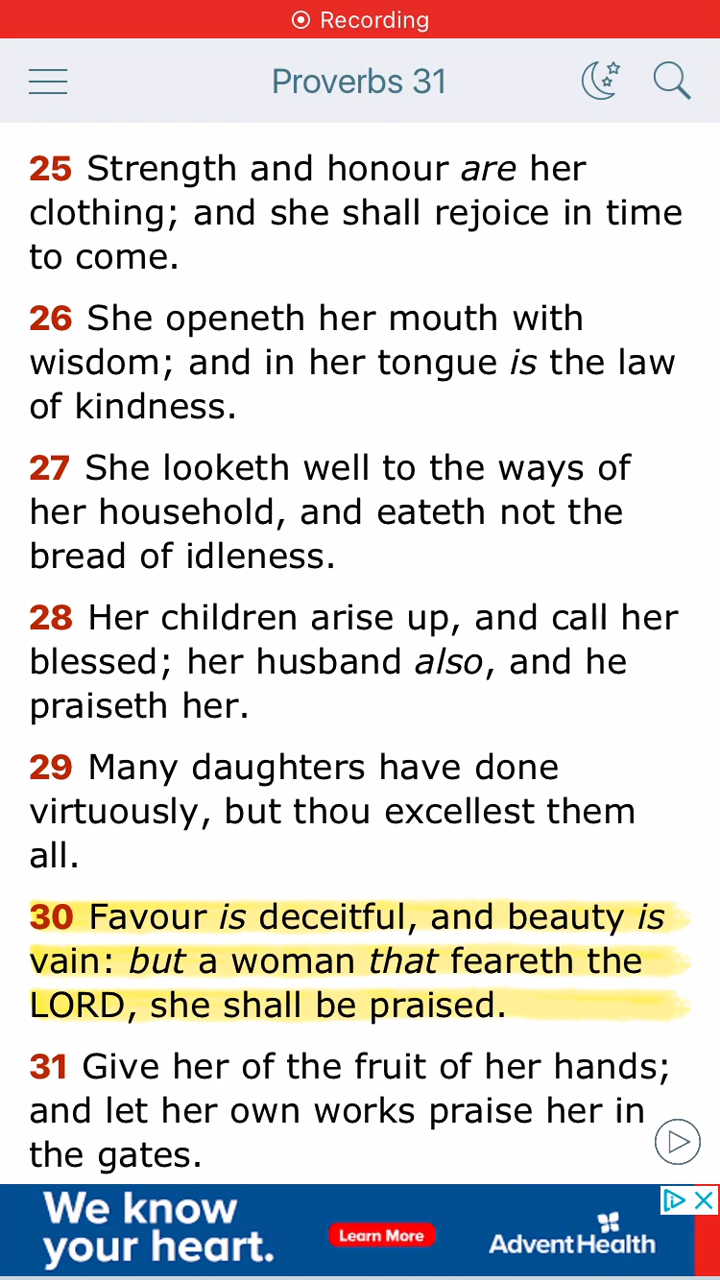 Recording
Proverbs 31
25 Strength and honour are her
clothing; and she shall rejoice in time
to come.
26 She openeth her mouth with
wisdom; and in her tongue is the law
of kindness.
27 She looketh well to the ways of
her household, and eateth not the
bread of idleness.
28 Her children arise up, and call her
blessed; her husband also, and he
praiseth her.
29 Many daughters have done
virtuously, but thou excellest them
all.
30 Favour is deceitful, and beauty is
vain: but a woman that feareth the
LORD, she shall be praised.
31 Give her of the fruit of her hands;
and let her own works praise her in
the gates.
We know
your heart.
Learn More
AdventHealth